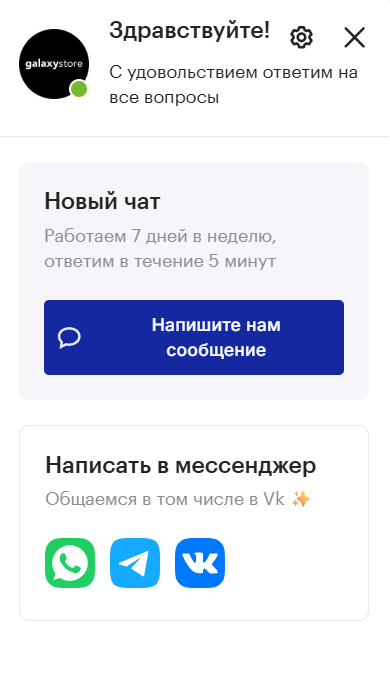 Здравствуйте!
galaxystore
С удовольствием ответим на
все вопросы
Новый чат
Работаем 7 дней в неделю,
ответим в течение 5 минут
Напишите нам
сообщение
Написать в мессенджер
Общаемся в том числе в Vk ✨